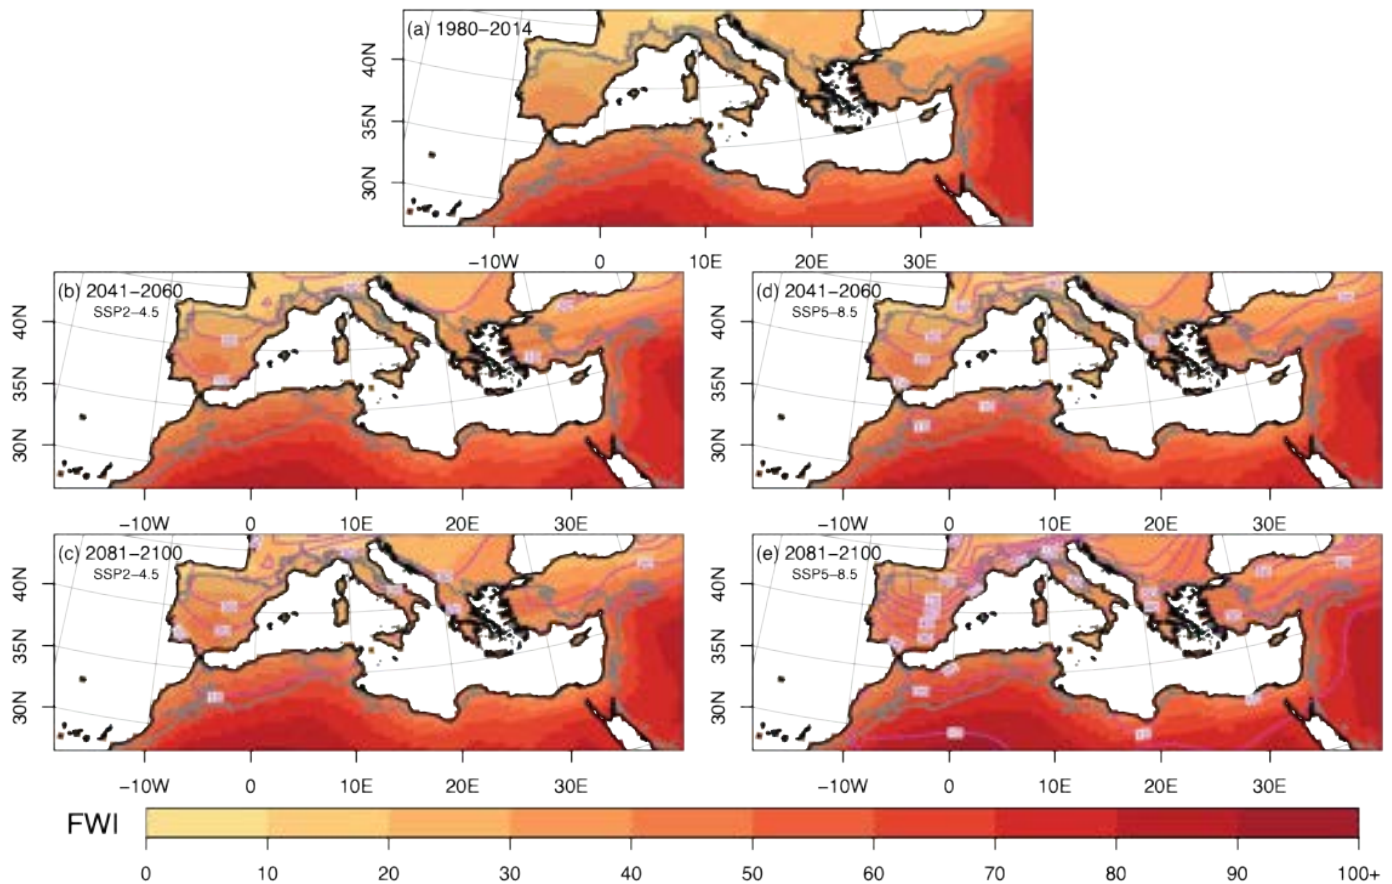 (a) 1980–2014
40N
35N
30N
−10W 0 10E 20E 30E
(b) 2041–2060
SSP2–4.5
40N
35N
30N
−10W 0 10E 20E 30E
(d) 2041–2060
SSP5–8.5
40N
35N
30N
−10W 0 10E 20E 30E
(c) 2081–2100
SSP2–4.5
40N
35N
30N
−10W 0 10E 20E 30E
(e) 2081–2100
SSP5–8.5
40N
35N
30N
−10W 0 10E 20E 30E
FWI
0 10 20 30 40 50 60 70 80 90 100+